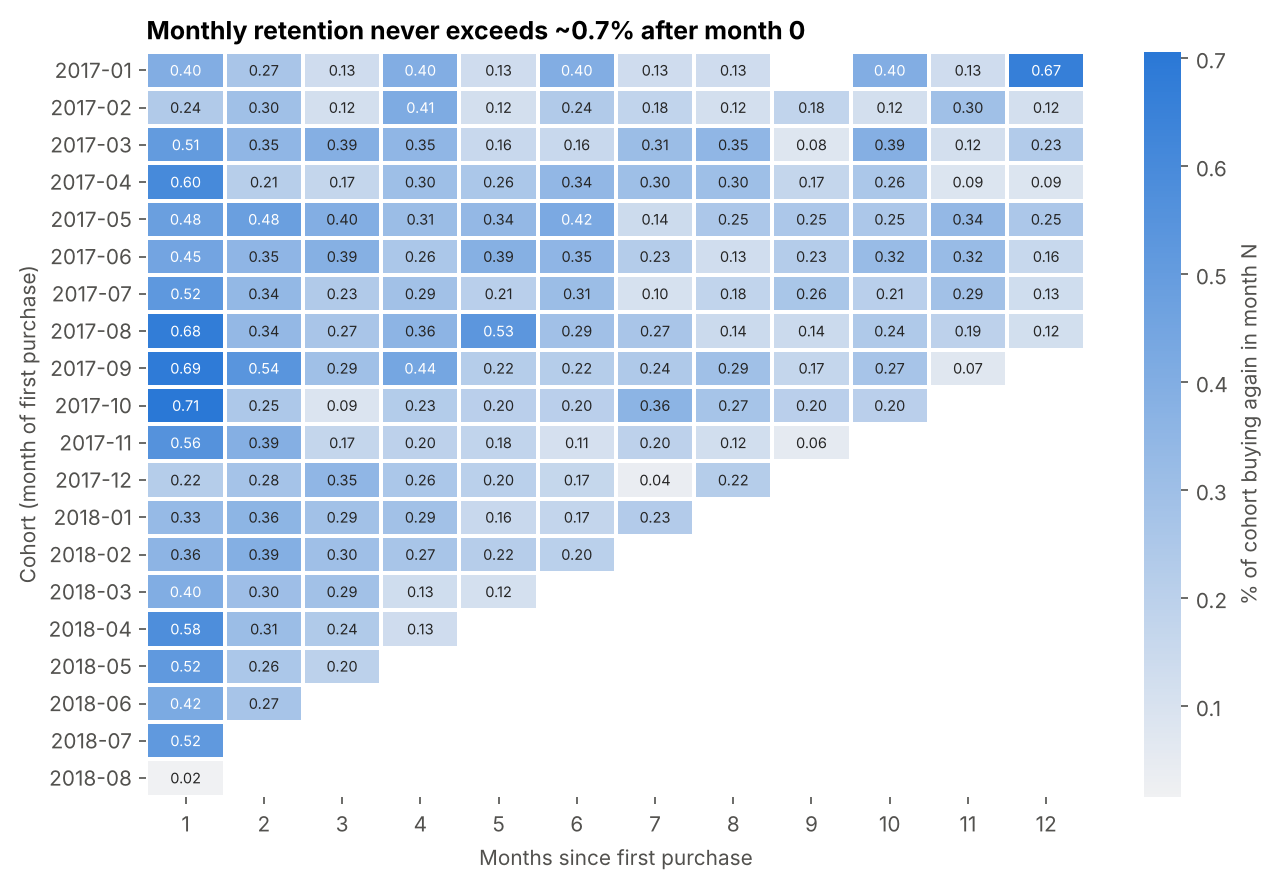 Monthly retention never exceeds ~0.7% after month 0
2017-01 0.40 0.27 0.13 0.40 0.13 0.40 0.13 0.13 0.40 0.13 0.67
2017-02 0.24 0.30 0.12 0.41 0.12 0.24 0.18 0.12 0.18 0.12 0.30 0.12
2017-03 0.51 0.35 0.39 0.35 0.16 0.16 0.31 0.35 0.08 0.39 0.12 0.23
2017-04 0.60 0.21 0.17 0.30 0.26 0.34 0.30 0.30 0.17 0.26 0.09 0.09
2017-05 0.48 0.48 0.40 0.31 0.34 0.42 0.14 0.25 0.25 0.25 0.34 0.25
2017-06 0.45 0.35 0.39 0.26 0.39 0.35 0.23 0.13 0.23 0.32 0.32 0.16
2017-07 0.52 0.34 0.23 0.29 0.21 0.31 0.10 0.18 0.26 0.21 0.29 0.13
2017-08 0.68 0.34 0.27 0.36 0.53 0.29 0.27 0.14 0.14 0.24 0.19 0.12
2017-09 0.69 0.54 0.29 0.44 0.22 0.22 0.24 0.29 0.17 0.27 0.07
2017-10 0.71 0.25 0.09 0.23 0.20 0.20 0.36 0.27 0.20 0.20
2017-11 0.56 0.39 0.17 0.20 0.18 0.11 0.20 0.12 0.06
2017-12 0.22 0.28 0.35 0.26 0.20 0.17 0.04 0.22
2018-01 0.33 0.36 0.29 0.29 0.16 0.17 0.23
2018-02 0.36 0.39 0.30 0.27 0.22 0.20
2018-03 0.40 0.30 0.29 0.13 0.12
2018-04 0.58 0.31 0.24 0.13
2018-05 0.52 0.26 0.20
2018-06 0.42 0.27
2018-07 0.52
2018-08 0.02
1 2 3 4 5 6 7 8 9 10 11 12
Months since first purchase
Cohort (month of first purchase)
0.7
0.6
0.5
0.4
0.3
0.2
0.1
% of cohort buying again in month N